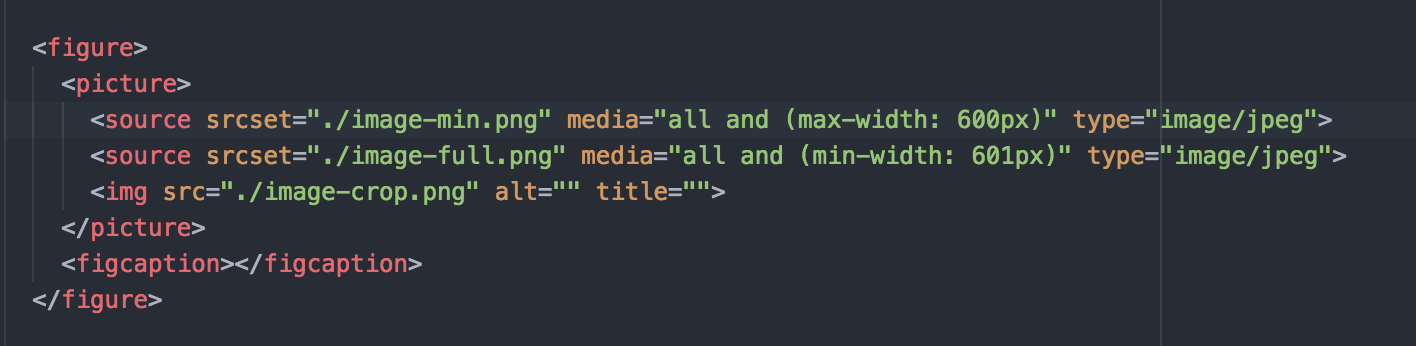 <figure>
<picture>
<source srcset="./image-min.png" media="all and (max-width: 600px)" type="image/jpeg">
<source srcset="./image-full.png" media="all and (min-width: 601px)" type="image/jpeg">
<img src="./image-crop.png" alt="" title="">
</picture>
<figcaption></figcaption>
</figure>